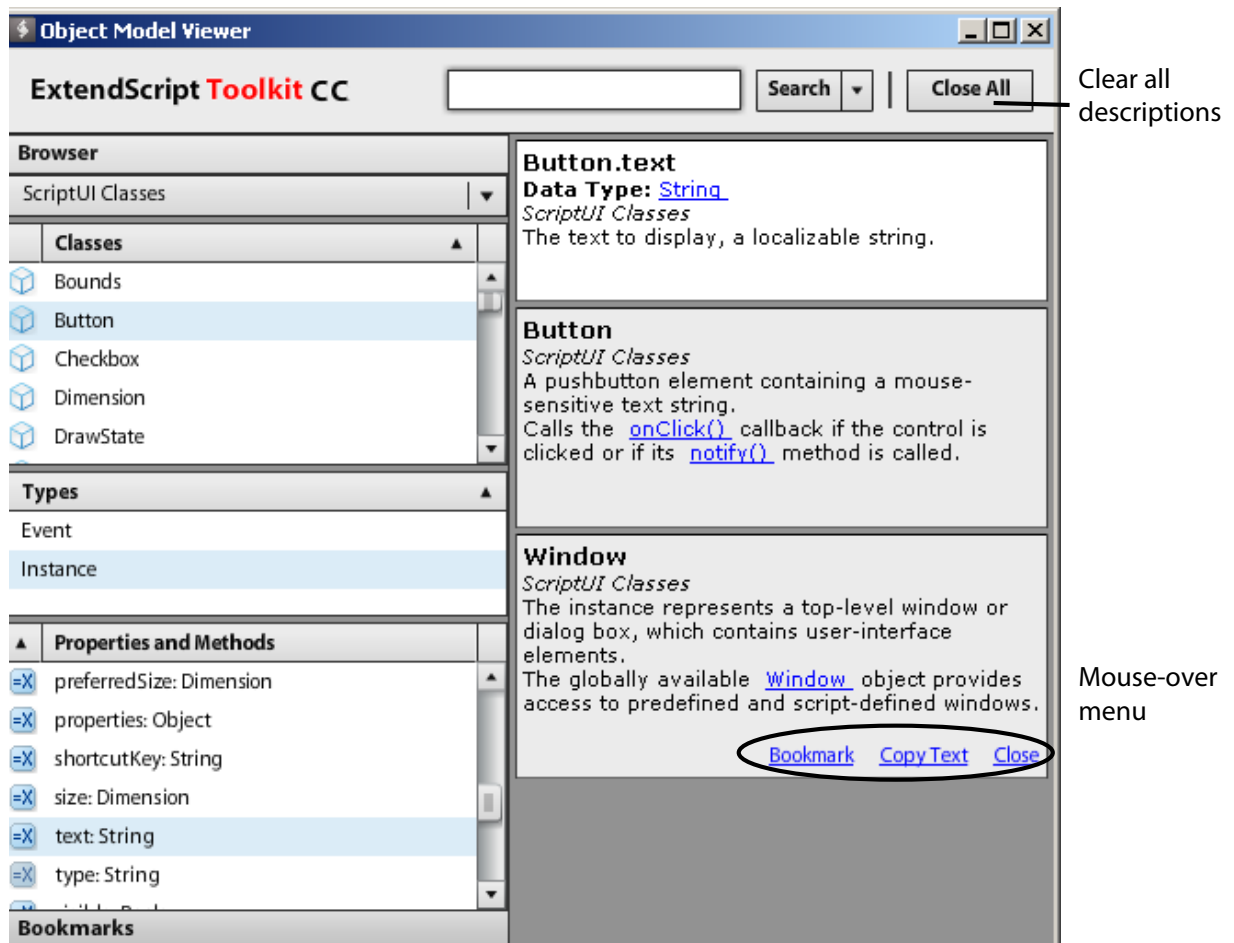 Object Model Viewer
ExtendScript Toolkit CC
Search
Close All
Clear all
descriptions
Browser
ScriptUI Classes
Classes
Bounds
Button
Checkbox
Dimension
DrawState
Types
Event
Instance
Properties and Methods
=X preferredSize: Dimension
=X properties: Object
=X shortcutKey: String
=X size: Dimension
=X text: String
=X type: String
Bookmarks
Button.text
Data Type: String
ScriptUI Classes
The text to display, a localizable string.
Button
ScriptUI Classes
A pushbutton element containing a mouse-
sensitive text string.
Calls the onClick() callback if the control is
clicked or if its notify() method is called.
Window
ScriptUI Classes
The instance represents a top-level window or
dialog box, which contains user-interface
elements.
The globally available Window object provides
access to predefined and script-defined windows.
Bookmark Copy Text Close
Mouse-over
menu